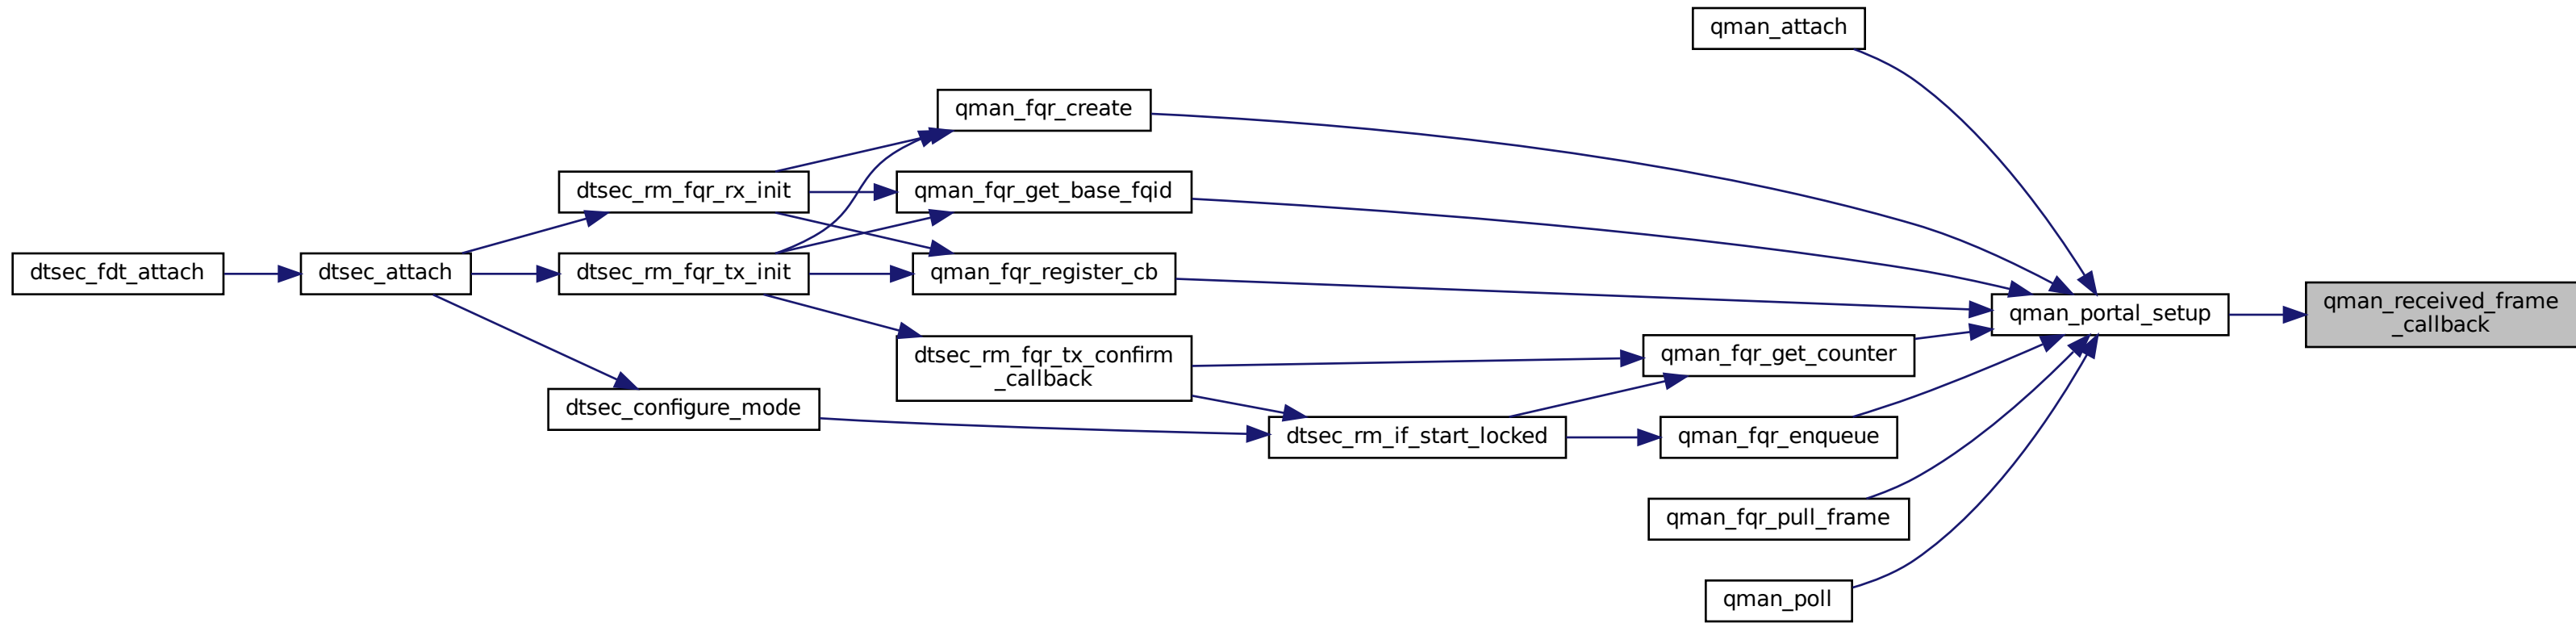 qman_attach
qman_fqr_create
dtsec_rm_fqr_rx_init
qman_fqr_get_base_fqid
dtsec_fdt_attach
dtsec_attach
dtsec_rm_fqr_tx_init
qman_fqr_register_cb
qman_portal_setup
qman_received_frame
_callback
dtsec_rm_fqr_tx_confirm
_callback
qman_fqr_get_counter
dtsec_configure_mode
dtsec_rm_if_start_locked
qman_fqr_enqueue
qman_fqr_pull_frame
qman_poll